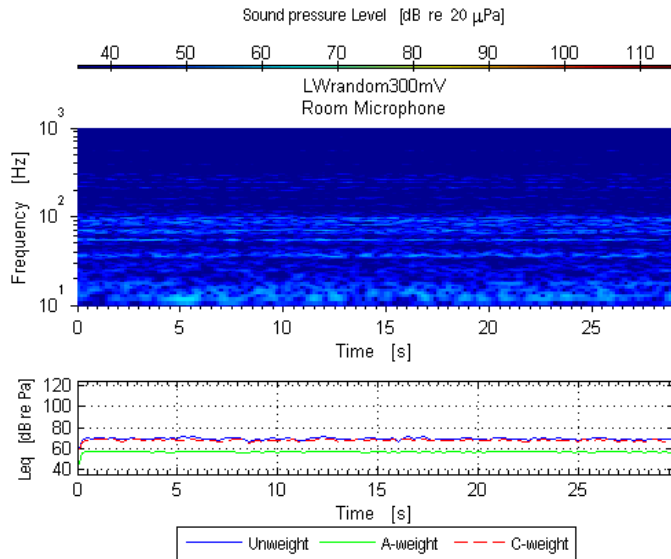 Sound pressure Level [dB re 20 μPa]
40 50 60 70 80 90 100 110
LWrandom300mV
Room Microphone
Frequency [Hz]
10³
10²
10¹
0 5 10 15 20 25
Time [s]
Leq [dB re Pa]
120
100
80
60
40
0 5 10 15 20 25
Time [s]
Unweight A-weight C-weight